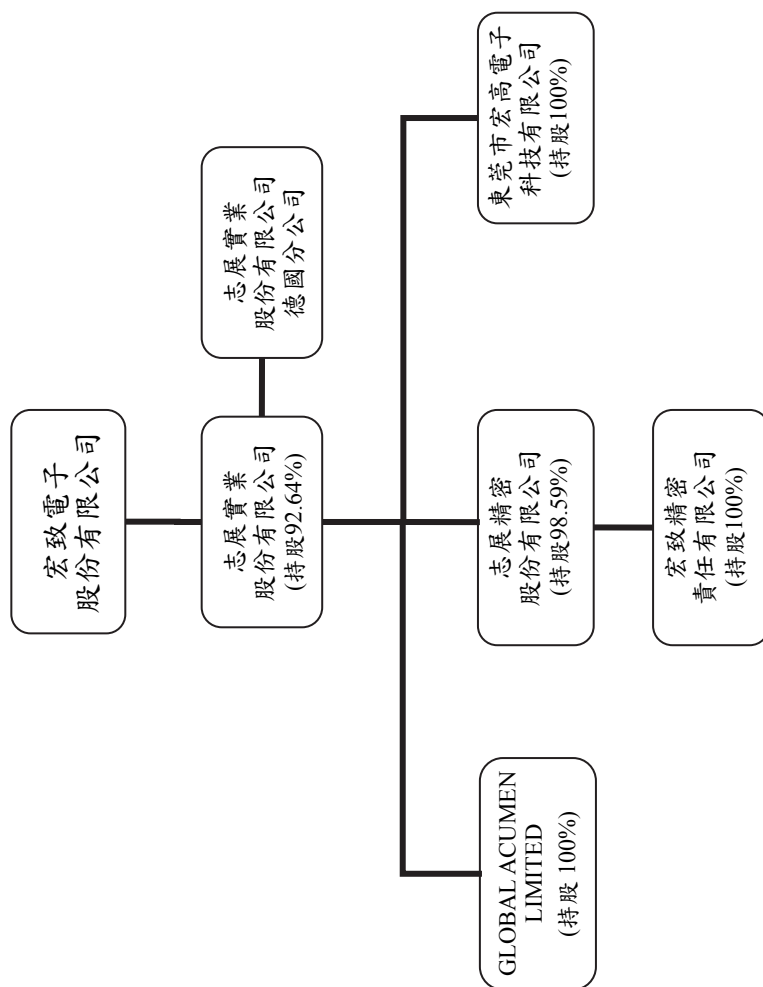 宏致電子
股份有限公司
志展實業
股份有限公司
(持股92.64%)
志展實業
股份有限公司
德國分公司
GLOBAL ACUMEN
LIMITED
(持股 100%)
志展精密
股份有限公司
(持股98.59%)
東莞市宏高電子
科技有限公司
(持股100%)
宏致精密
責任有限公司
(持股100%)